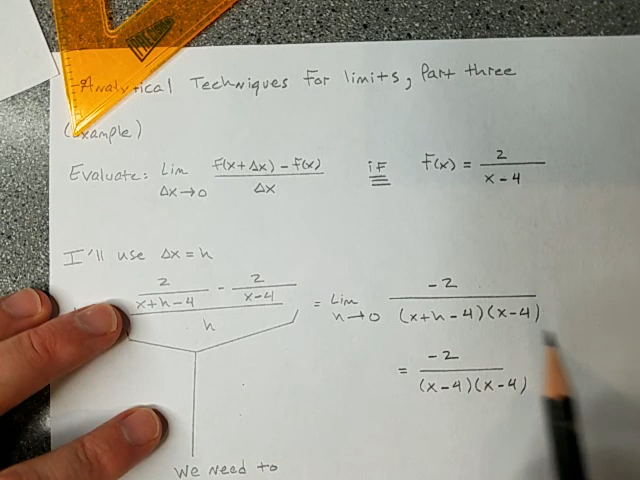 Analytical Techniques for limits, Part three
(Example)
Evaluate: Lim Δx→0 f(x+Δx) - f(x) / Δx if f(x) = 2 / x-4
I'll use Δx = h
2 / x+h-4 - 2 / x-4 / h = Lim h→0 -2 / (x+h-4)(x-4)
= -2 / (x-4)(x-4)
We need to